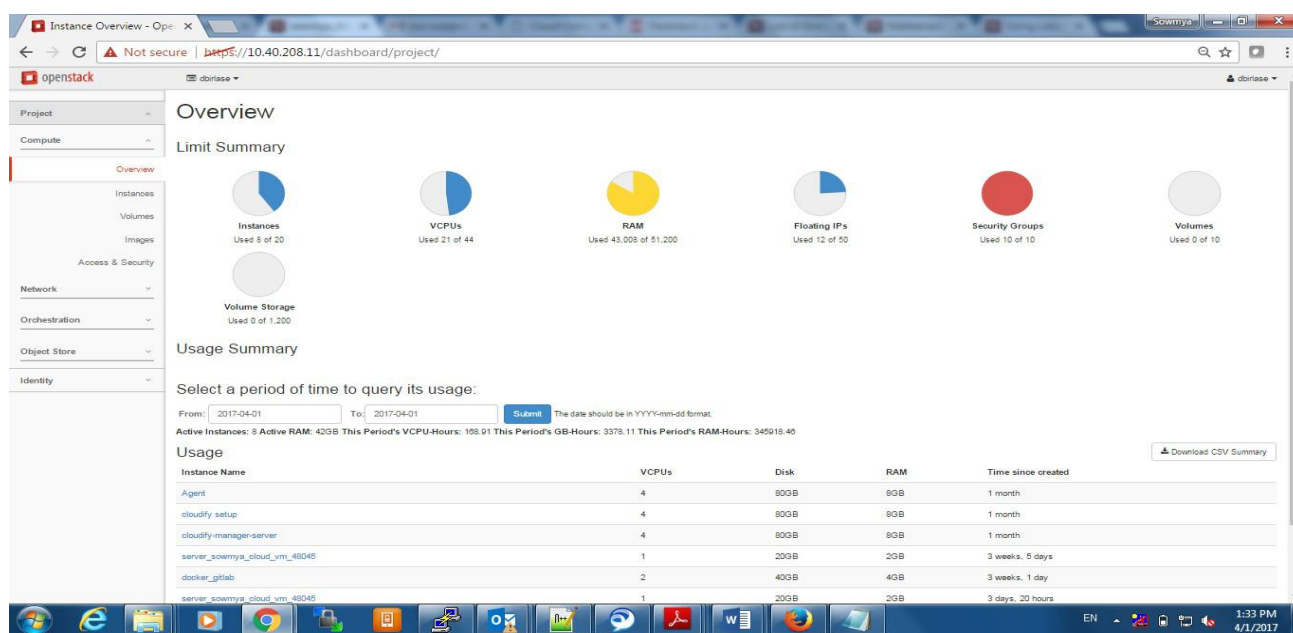 Instance Overview - Ope
Sowmya
Not secure | https://10.40.208.11/dashboard/project/
openstack
dbirlase
dbirlase
Project
Compute
Overview
Instances
Volumes
Images
Access & Security
Network
Orchestration
Object Store
Identity
Overview
Limit Summary
Instances
Used 8 of 20
VCPUs
Used 21 of 44
RAM
Used 43,008 of 51,200
Floating IPs
Used 12 of 50
Security Groups
Used 10 of 10
Volumes
Used 0 of 10
Volume Storage
Used 0 of 1,200
Usage Summary
Select a period of time to query its usage:
From: 2017-04-01 To: 2017-04-01 Submit The date should be in YYYY-mm-dd format.
Active Instances: 8 Active RAM: 42GB This Period's VCPU-Hours: 168.91 This Period's GB-Hours: 3378.11 This Period's RAM-Hours: 345918.46
Usage
Download CSV Summary
Instance Name VCPUs Disk RAM Time since created
Agent 4 80GB 8GB 1 month
cloudify setup 4 80GB 8GB 1 month
cloudify-manager-server 4 80GB 8GB 1 month
server_sowmya_cloud_vm_48045 1 20GB 2GB 3 weeks, 5 days
docker_gitlab 2 40GB 4GB 3 weeks, 1 day
server_sowmya_cloud_vm_48045 1 20GB 2GB 3 days, 20 hours
EN
1:33 PM
4/1/2017